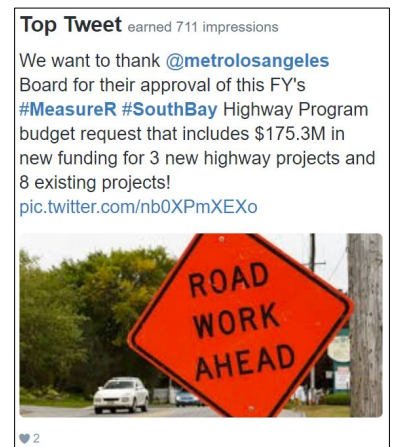 Top Tweet earned 711 impressions
We want to thank @metrolosangeles
Board for their approval of this FY's
#MeasureR #SouthBay Highway Program
budget request that includes $175.3M in
new funding for 3 new highway projects and
8 existing projects!
pic.twitter.com/nb0XPmXEXo
ROAD
WORK
AHEAD
2